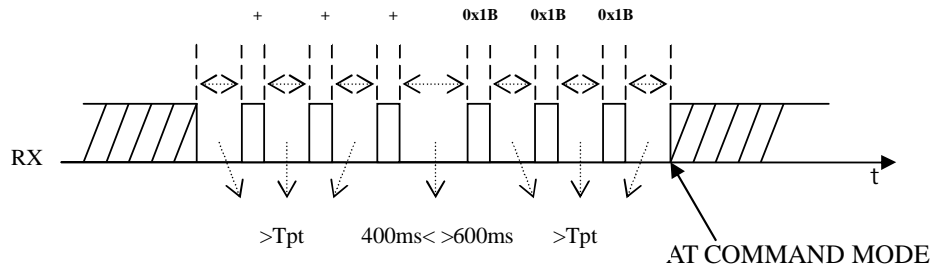 + + + 0x1B 0x1B 0x1B
RX
t
>Tpt 400ms< >600ms >Tpt
AT COMMAND MODE